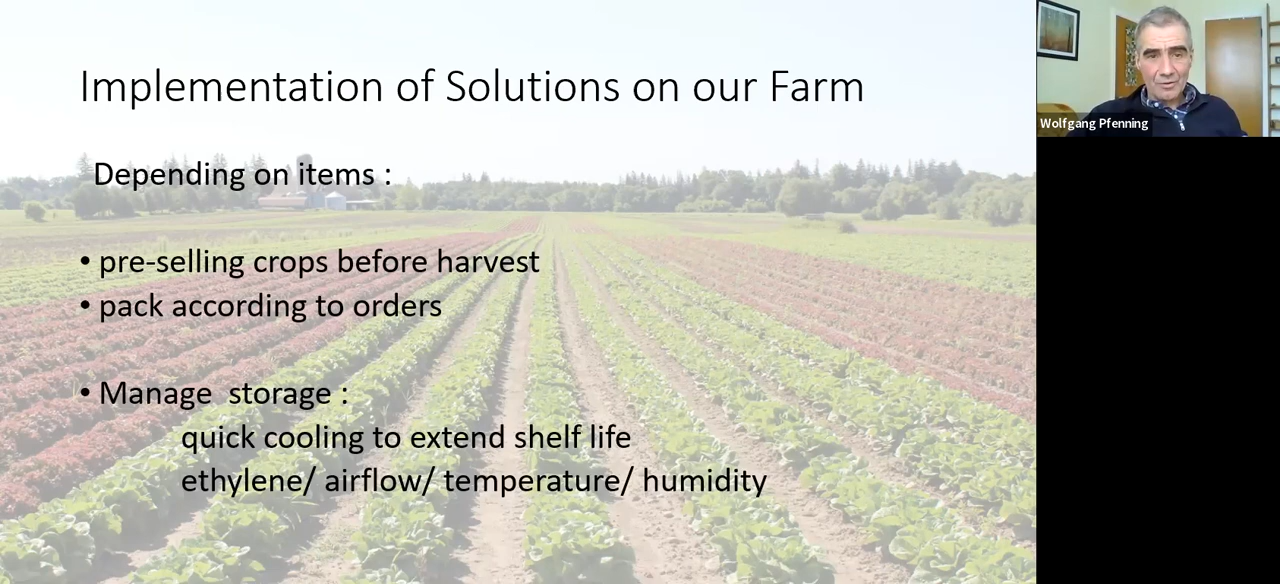 Implementation of Solutions on our Farm
Depending on items :
• pre-selling crops before harvest
• pack according to orders
• Manage  storage :
quick cooling to extend shelf life
ethylene/ airflow/ temperature/ humidity
Wolfgang Pfenning